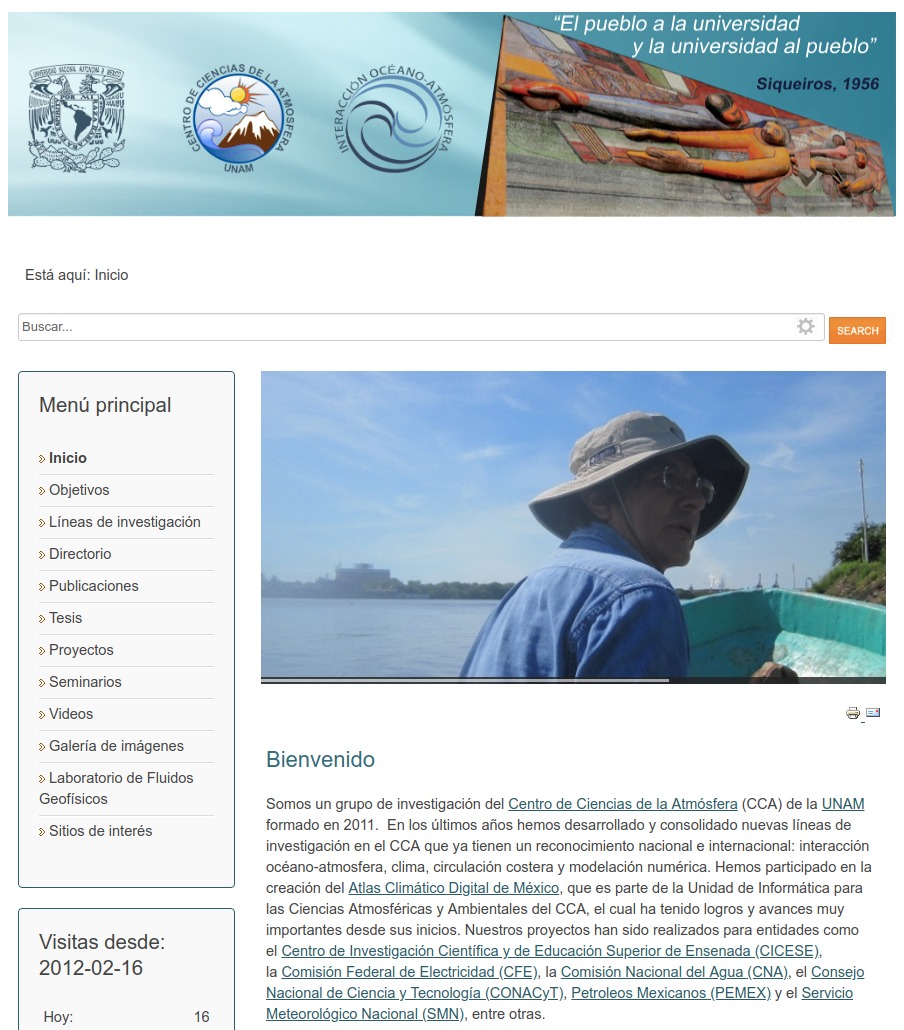 “El pueblo a la universidad
y la universidad al pueblo”
Siqueiros, 1956
UNIVERSIDAD NACIONAL AUTONOMA DE MEXICO
CENTRO DE CIENCIAS DE LA ATMOSFERA
UNAM
INTERACCIÓN OCÉANO-ATMÓSFERA
Está aquí: Inicio
Buscar...
SEARCH
Menú principal
Inicio
Objetivos
Líneas de investigación
Directorio
Publicaciones
Tesis
Proyectos
Seminarios
Videos
Galería de imágenes
Laboratorio de Fluidos
Geofísicos
Sitios de interés
Visitas desde:
2012-02-16
Hoy: 16
Bienvenido
Somos un grupo de investigación del Centro de Ciencias de la Atmósfera (CCA) de la UNAM
formado en 2011. En los últimos años hemos desarrollado y consolidado nuevas líneas de
investigación en el CCA que ya tienen un reconocimiento nacional e internacional: interacción
océano-atmosfera, clima, circulación costera y modelación numérica. Hemos participado en la
creación del Atlas Climático Digital de México, que es parte de la Unidad de Informática para
las Ciencias Atmosféricas y Ambientales del CCA, el cual ha tenido logros y avances muy
importantes desde sus inicios. Nuestros proyectos han sido realizados para entidades como
el Centro de Investigación Científica y de Educación Superior de Ensenada (CICESE),
la Comisión Federal de Electricidad (CFE), la Comisión Nacional del Agua (CNA), el Consejo
Nacional de Ciencia y Tecnología (CONACyT), Petroleos Mexicanos (PEMEX) y el Servicio
Meteorológico Nacional (SMN), entre otras.